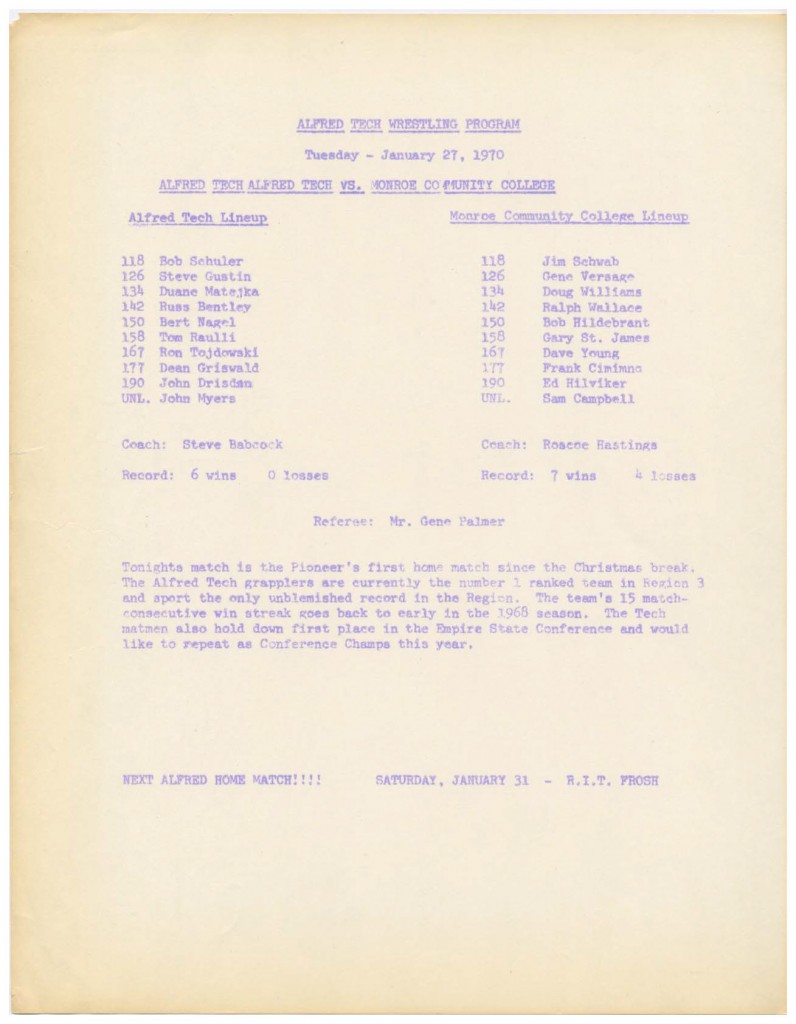 ALFRED TECH WRESTLING PROGRAM
Tuesday - January 27, 1970
ALFRED TECH ALFRED TECH VS. MONROE COMMUNITY COLLEGE
Alfred Tech Lineup Monroe Community College Lineup
118 Bob Schuler 118 Jim Schwab
126 Steve Gustin 126 Gene Versage
134 Duane Matejka 134 Doug Williams
142 Russ Bentley 142 Ralph Wallace
150 Bert Nagel 150 Bob Hildebrant
158 Tom Raulli 158 Gary St. James
167 Ron Tojdowski 167 Dave Young
177 Dean Griswald 177 Frank Cimimno
190 John Drisdan 190 Ed Hilviker
UNL. John Myers UNL. Sam Campbell
Coach: Steve Babcock Coach: Roscoe Hastings
Record: 6 wins 0 losses Record: 7 wins 4 losses
Referee: Mr. Gene Palmer
Tonights match is the Pioneer's first home match since the Christmas break.
The Alfred Tech grapplers are currently the number 1 ranked team in Region 3
and sport the only unblemished record in the Region. The team's 15 match-
consecutive win streak goes back to early in the 1968 season. The Tech
matmen also hold down first place in the Empire State Conference and would
like to repeat as Conference Champs this year.
NEXT ALFRED HOME MATCH!!!! SATURDAY, JANUARY 31 - R.I.T. FROSH